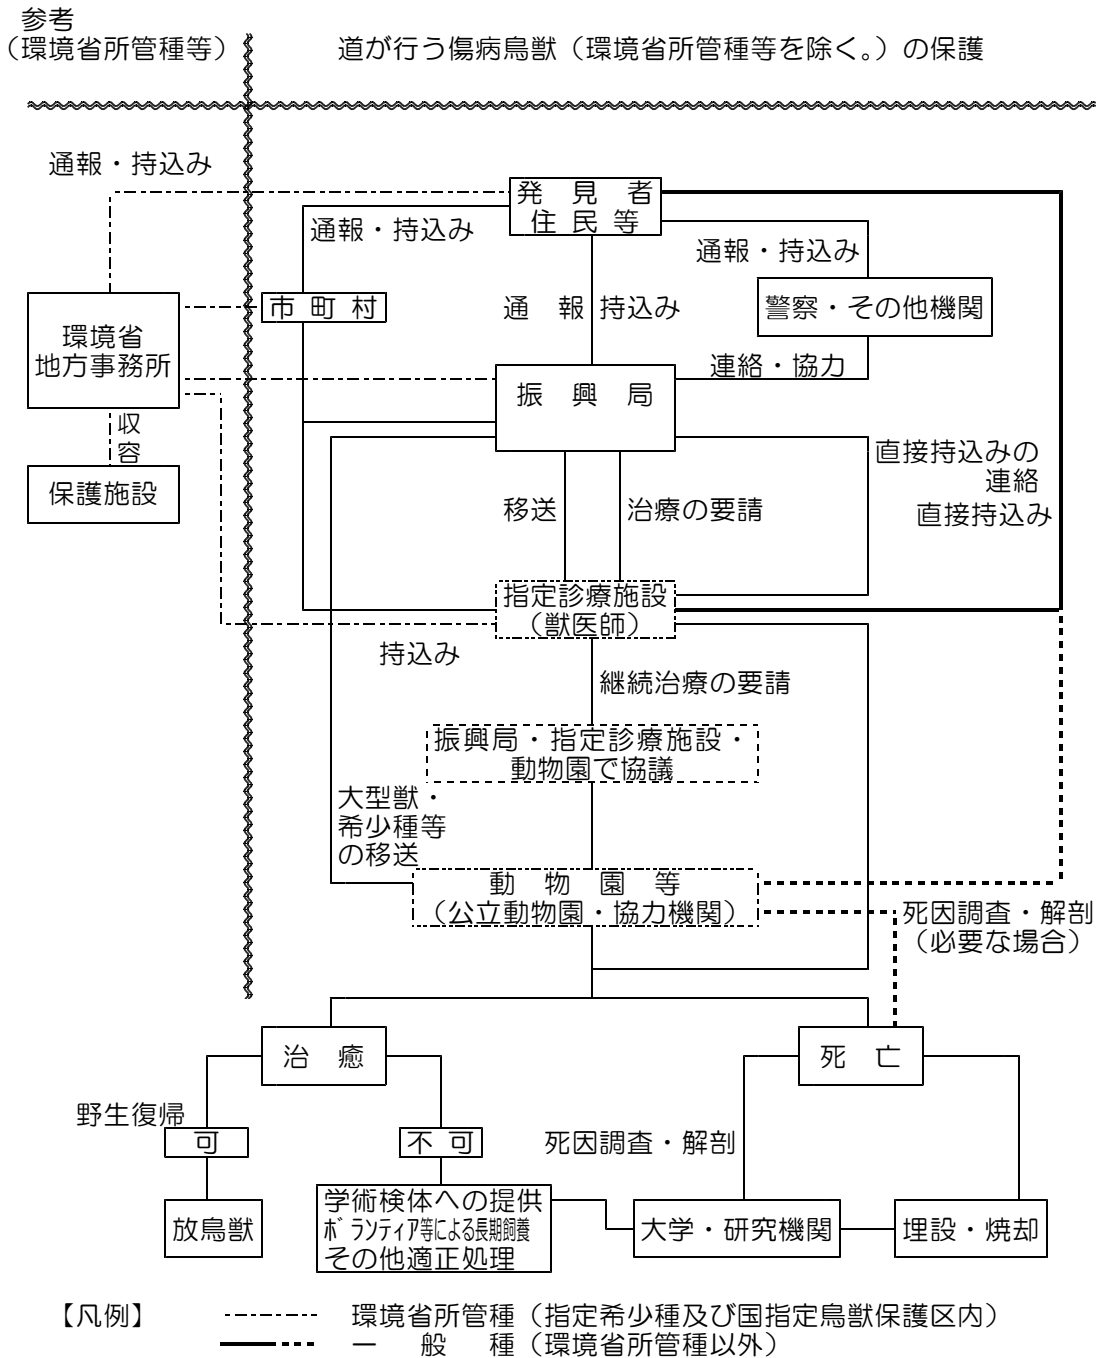 参考
（環境省所管種等）
道が行う傷病鳥獣（環境省所管種等を除く。）の保護
通報・持込み
発　見　者
住　民　等
通報・持込み
通報・持込み
市　町　村
通　報
持込み
警察・その他機関
環境省
地方事務所
連絡・協力
振　興　局
収
容
直接持込みの
連絡
保護施設
移送
治療の要請
直接持込み
指定診療施設
（獣医師）
持込み
継続治療の要請
振興局・指定診療施設・
動物園で協議
大型獣・
希少種等
の移送
動　物　園　等
（公立動物園・協力機関）
死因調査・解剖
（必要な場合）
治　癒
死　亡
野生復帰
可
不　可
死因調査・解剖
学術検体への提供
ボランティア等による長期飼養
その他適正処理
放鳥獣
大学・研究機関
埋設・焼却
【凡例】
環境省所管種（指定希少種及び国指定鳥獣保護区内）
一　般　種（環境省所管種以外）